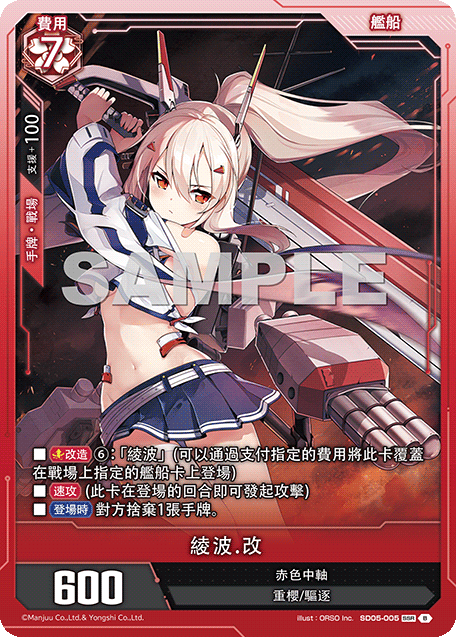 費用
7
艦船
支援+100
手牌・戰場
SAMPLE
■ 改造 ⑥:「綾波」(可以通過支付指定的費用將此卡覆蓋
在戰場上指定的艦船卡上登場)
■ 速攻 (此卡在登場的回合即可發起攻擊)
■ 登場時 對方捨棄1張手牌。
綾波.改
600
赤色中軸
重櫻/驅逐
©Manjuu Co.,Ltd.& Yongshi Co.,Ltd.
illust : ORSO Inc. SD05-005 SSR B